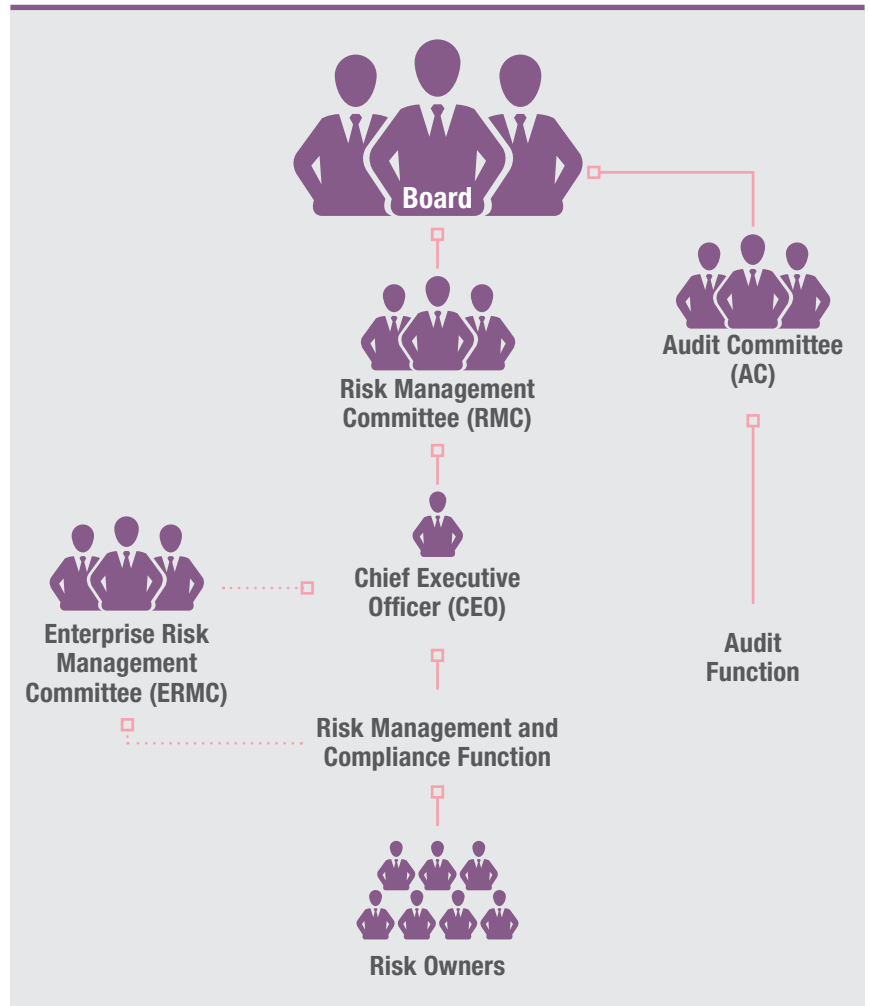 Board
Audit Committee
(AC)
Risk Management
Committee (RMC)
Chief Executive
Officer (CEO)
Enterprise Risk
Management
Committee (ERMC)
Audit
Function
Risk Management and
Compliance Function
Risk Owners